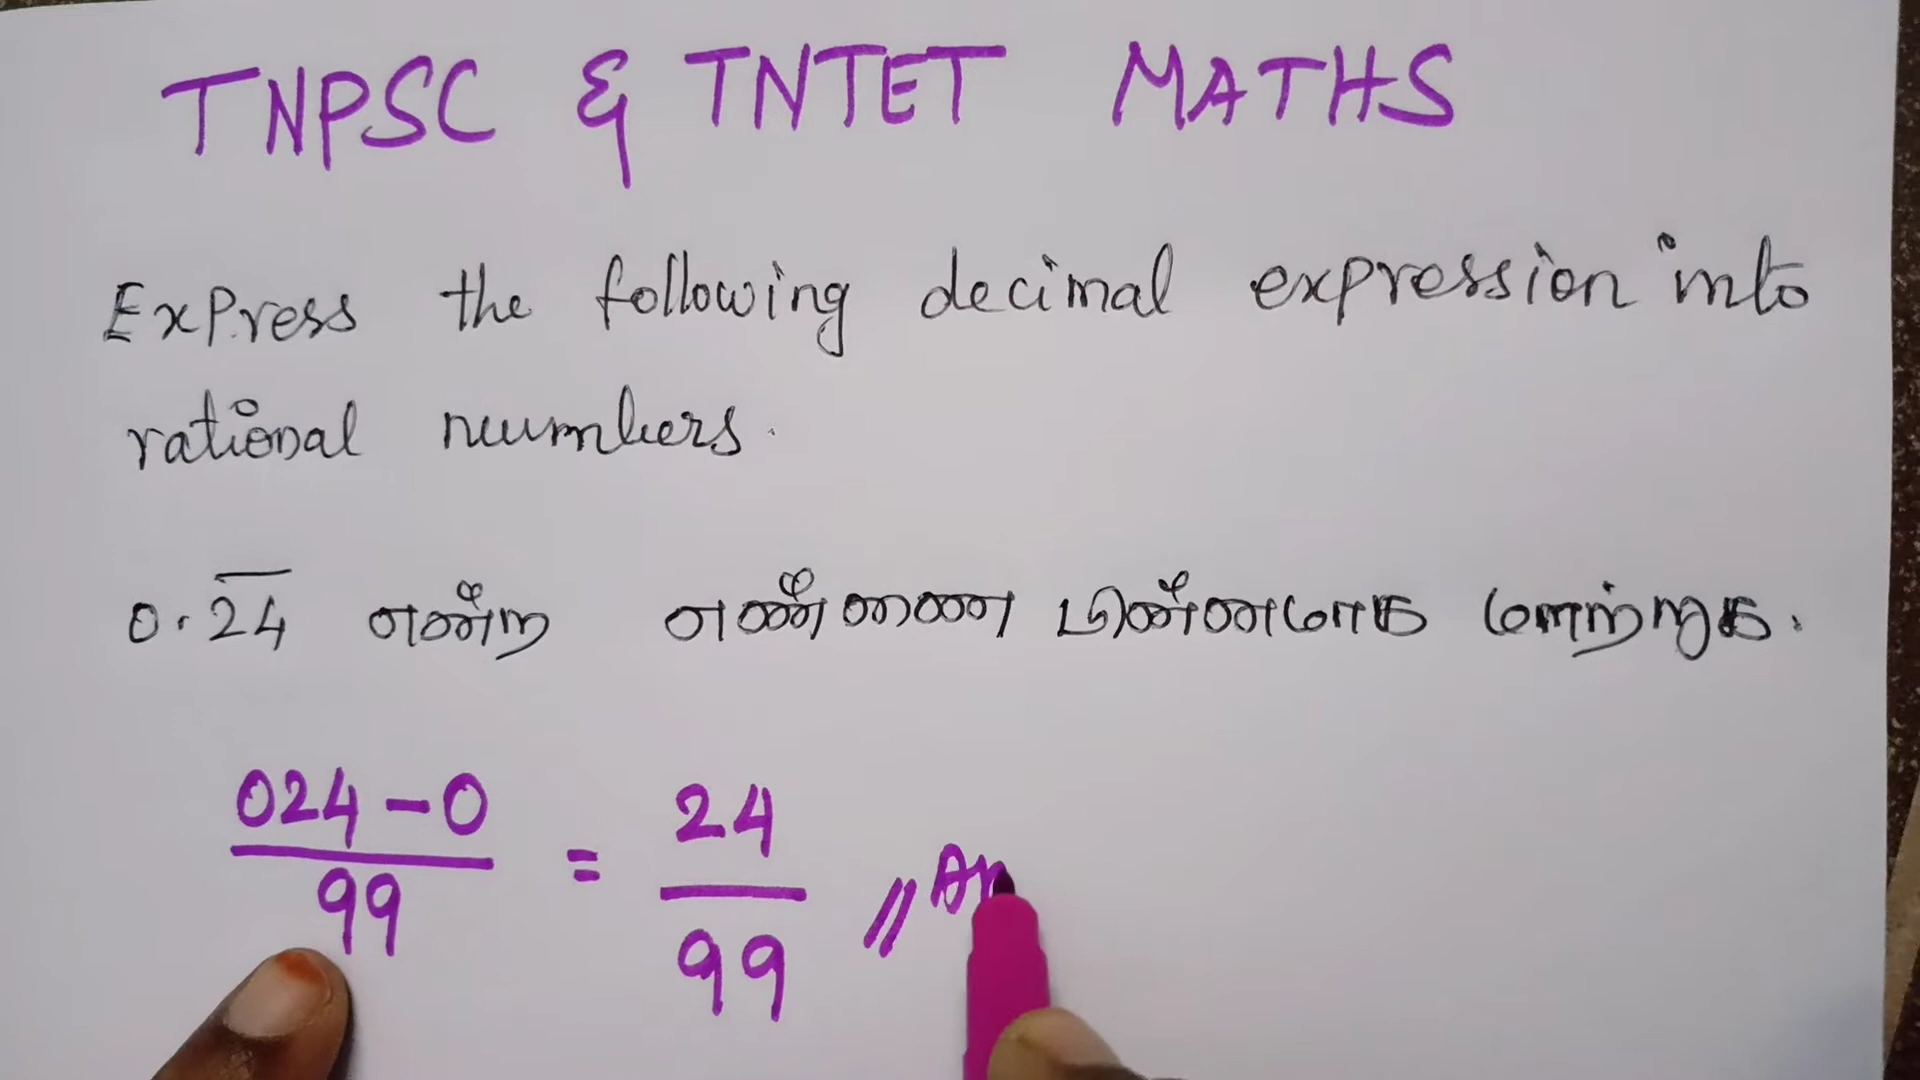 TNPSC & TNTET MATHS
Express the following decimal expression into
rational numbers.
0.2̅4̅ என்ற எண்ணை பின்னமாக மாற்றுக.
024-0/99 = 24/99 // An